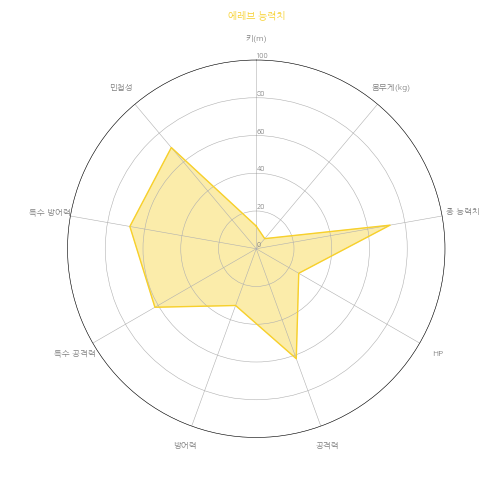 에레브 능력치
키(m)
100
80
60
40
20
0
몸무게(kg)
총 능력치
HP
공격력
방어력
특수 공격력
특수 방어력
민첩성